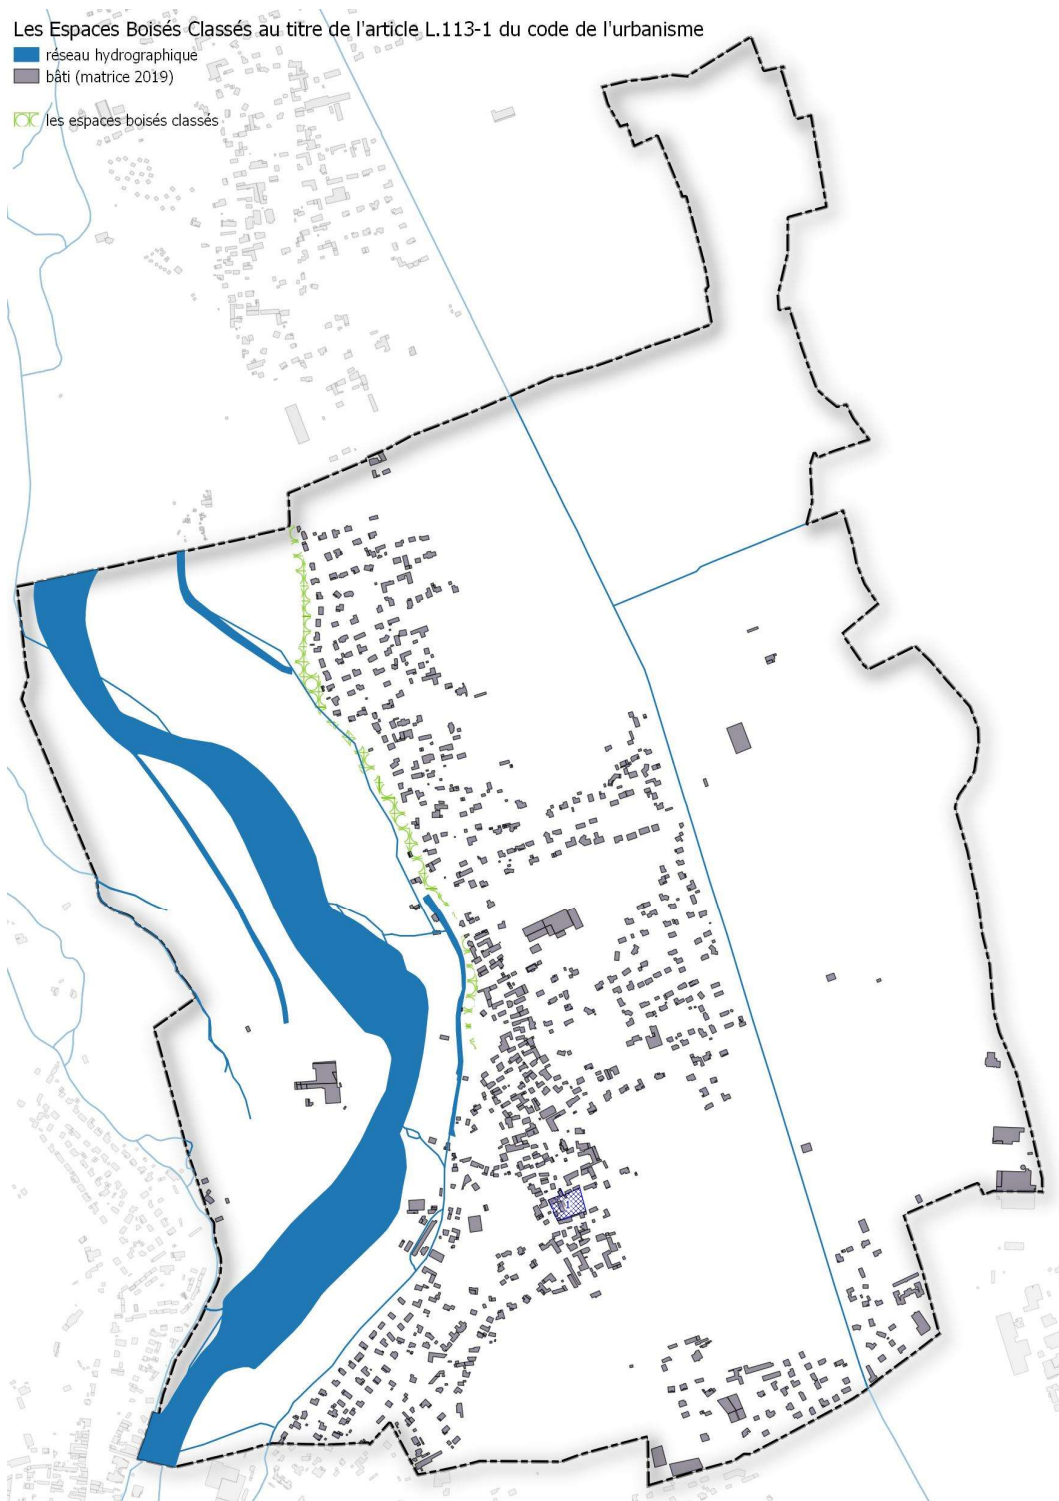 Les Espaces Boisés Classés au titre de l'article L.113-1 du code de l'urbanisme
réseau hydrographique
bâti (matrice 2019)
les espaces boisés classés
1